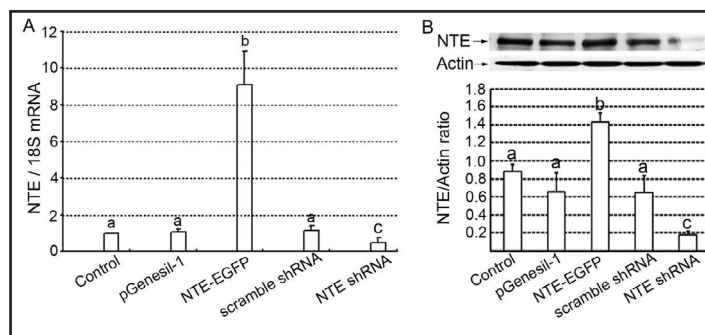 A
NTE / 18S mRNA
12
10
8
6
4
2
0
a
a
b
a
c
Control
pGenesil-1
NTE-EGFP
scramble shRNA
NTE shRNA
B
NTE
Actin
NTE/Actin ratio
1.8
1.6
1.4
1.2
1.0
0.8
0.6
0.4
0.2
a
a
b
a
c
Control
pGenesil-1
NTE-EGFP
scramble shRNA
NTE shRNA